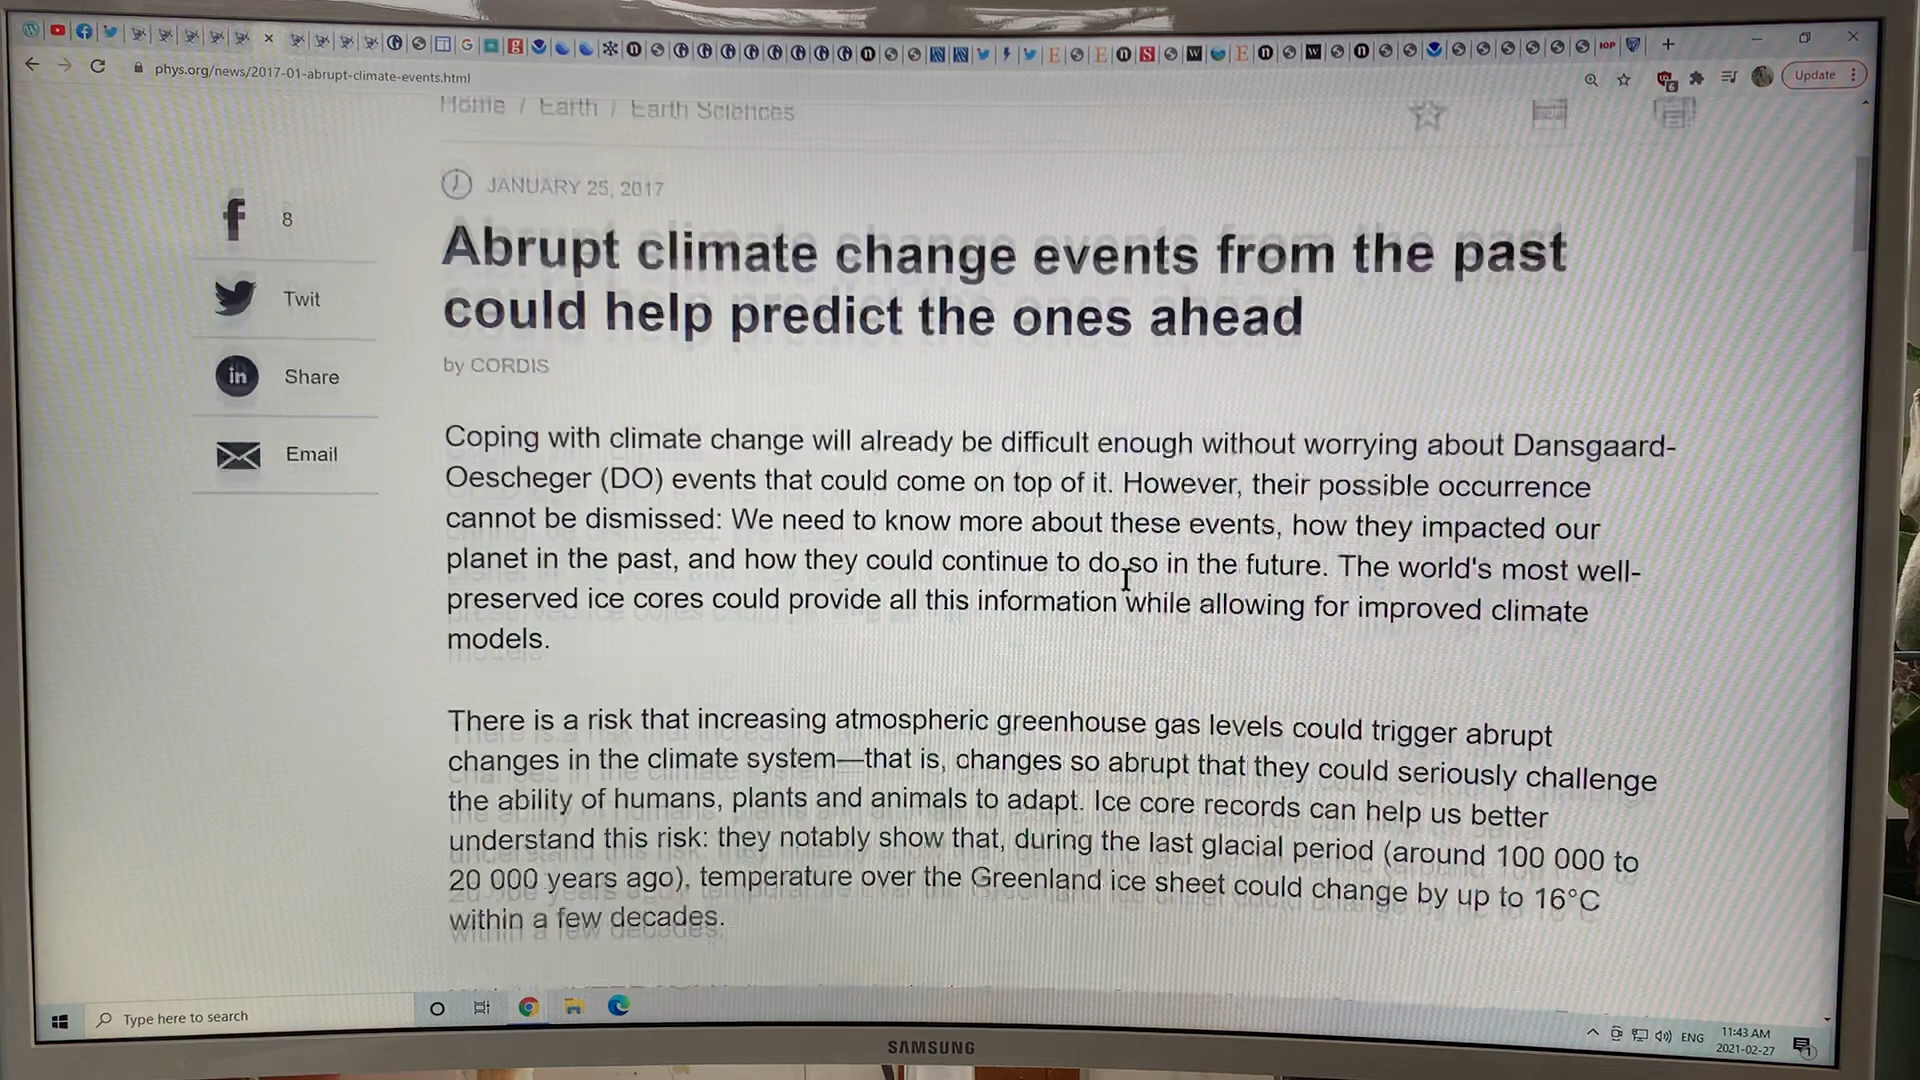 phys.org/news/2017-01-abrupt-climate-events.html
Update
Home / Earth / Earth Sciences
JANUARY 25, 2017
Abrupt climate change events from the past
could help predict the ones ahead
by CORDIS
8
Twit
Share
Email
Coping with climate change will already be difficult enough without worrying about Dansgaard-
Oescheger (DO) events that could come on top of it. However, their possible occurrence
cannot be dismissed: We need to know more about these events, how they impacted our
planet in the past, and how they could continue to do so in the future. The world's most well-
preserved ice cores could provide all this information while allowing for improved climate
models.
There is a risk that increasing atmospheric greenhouse gas levels could trigger abrupt
changes in the climate system—that is, changes so abrupt that they could seriously challenge
the ability of humans, plants and animals to adapt. Ice core records can help us better
understand this risk: they notably show that, during the last glacial period (around 100 000 to
20 000 years ago), temperature over the Greenland ice sheet could change by up to 16°C
within a few decades.
Type here to search
ENG
11:43 AM
2021-02-27
SAMSUNG